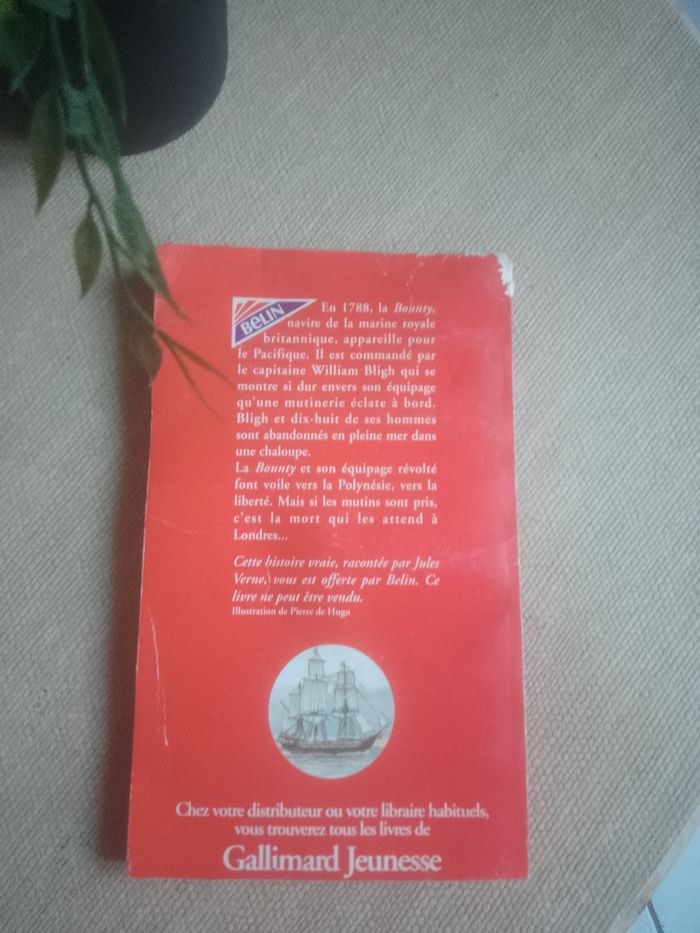 BELIN
En 1788, la Bounty,
navire de la marine royale
britannique, appareille pour
le Pacifique. Il est commandé par
le capitaine William Bligh qui se
montre si dur envers son équipage
qu'une mutinerie éclate à bord.
Bligh et dix-huit de ses hommes
sont abandonnés en pleine mer dans
une chaloupe.
La Bounty et son équipage révolté
font voile vers la Polynésie, vers la
liberté. Mais si les mutins sont pris,
c'est la mort qui les attend à
Londres...
Cette histoire vraie, racontée par Jules
Verne, vous est offerte par Belin. Ce
livre ne peut être vendu.
Illustration de Pierre de Hugo
Chez votre distributeur ou votre libraire habituels,
vous trouverez tous les livres de
Gallimard Jeunesse